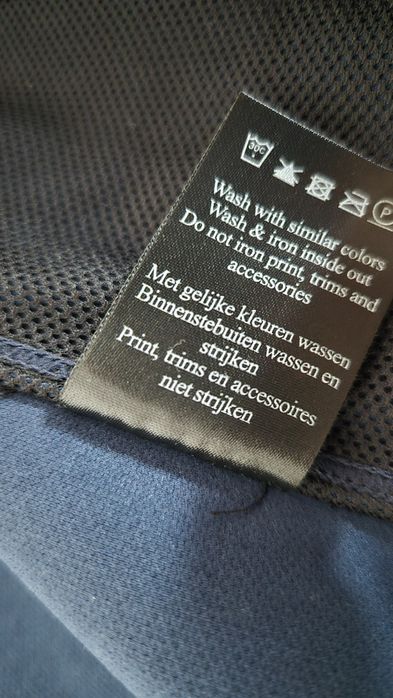 30C
P
Wash with similar colors
Wash & iron inside out
Do not iron print, trims and
accessories
Met gelijke kleuren wassen
Binnenstebuiten wassen en
strijken
Print, trims en accessoires
niet strijken